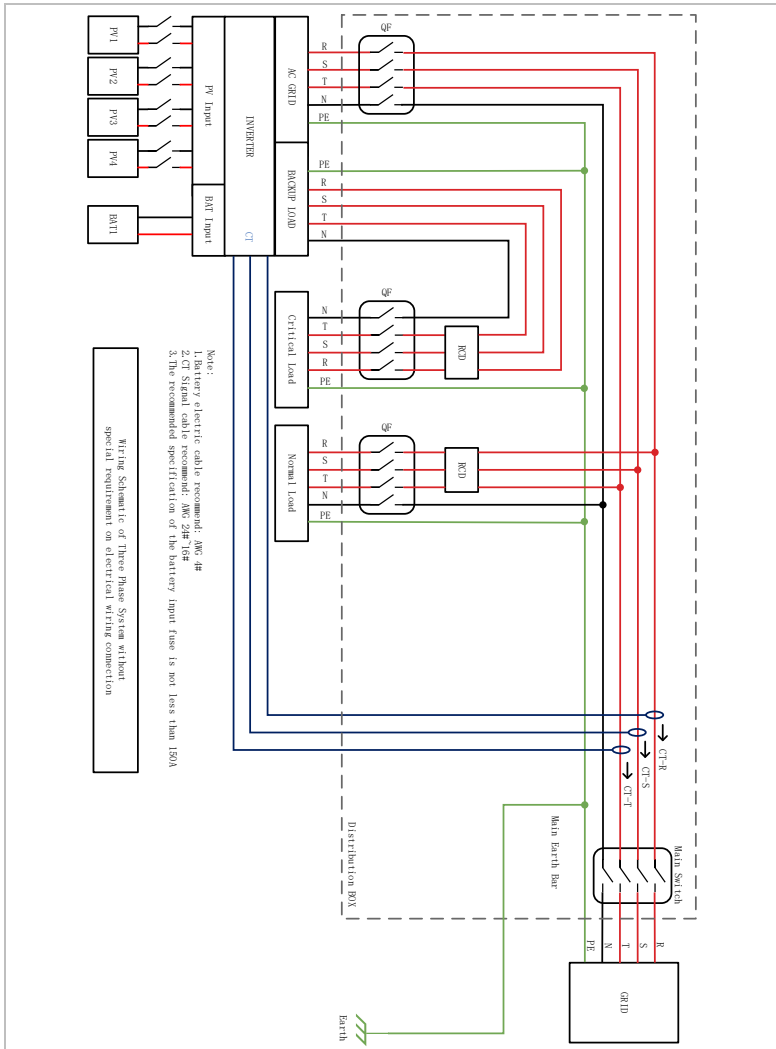 PV1
PV2
PV3
PV4
BAT1
PV Input
BAT Input
INVERTER
CT
AC GRID
BACKUP LOAD
R
S
T
N
PE
PE
R
S
T
N
QF
Critical Load
N
T
S
R
PE
QF
RCD
Normal Load
R
S
T
N
PE
QF
RCD
CT-R
CT-S
CT-T
Main Switch
Main Earth Bar
Distribution BOX
R
S
T
N
PE
GRID
Earth
Note:
1.Battery electric cable recommend: AWG 4#
2.CT Signal cable recommend: AWG 24#~16#
3.The recommended specification of the battery input fuse is not less than 150A
Wiring Schematic of Three Phase System without
special requirement on electrical wiring connection